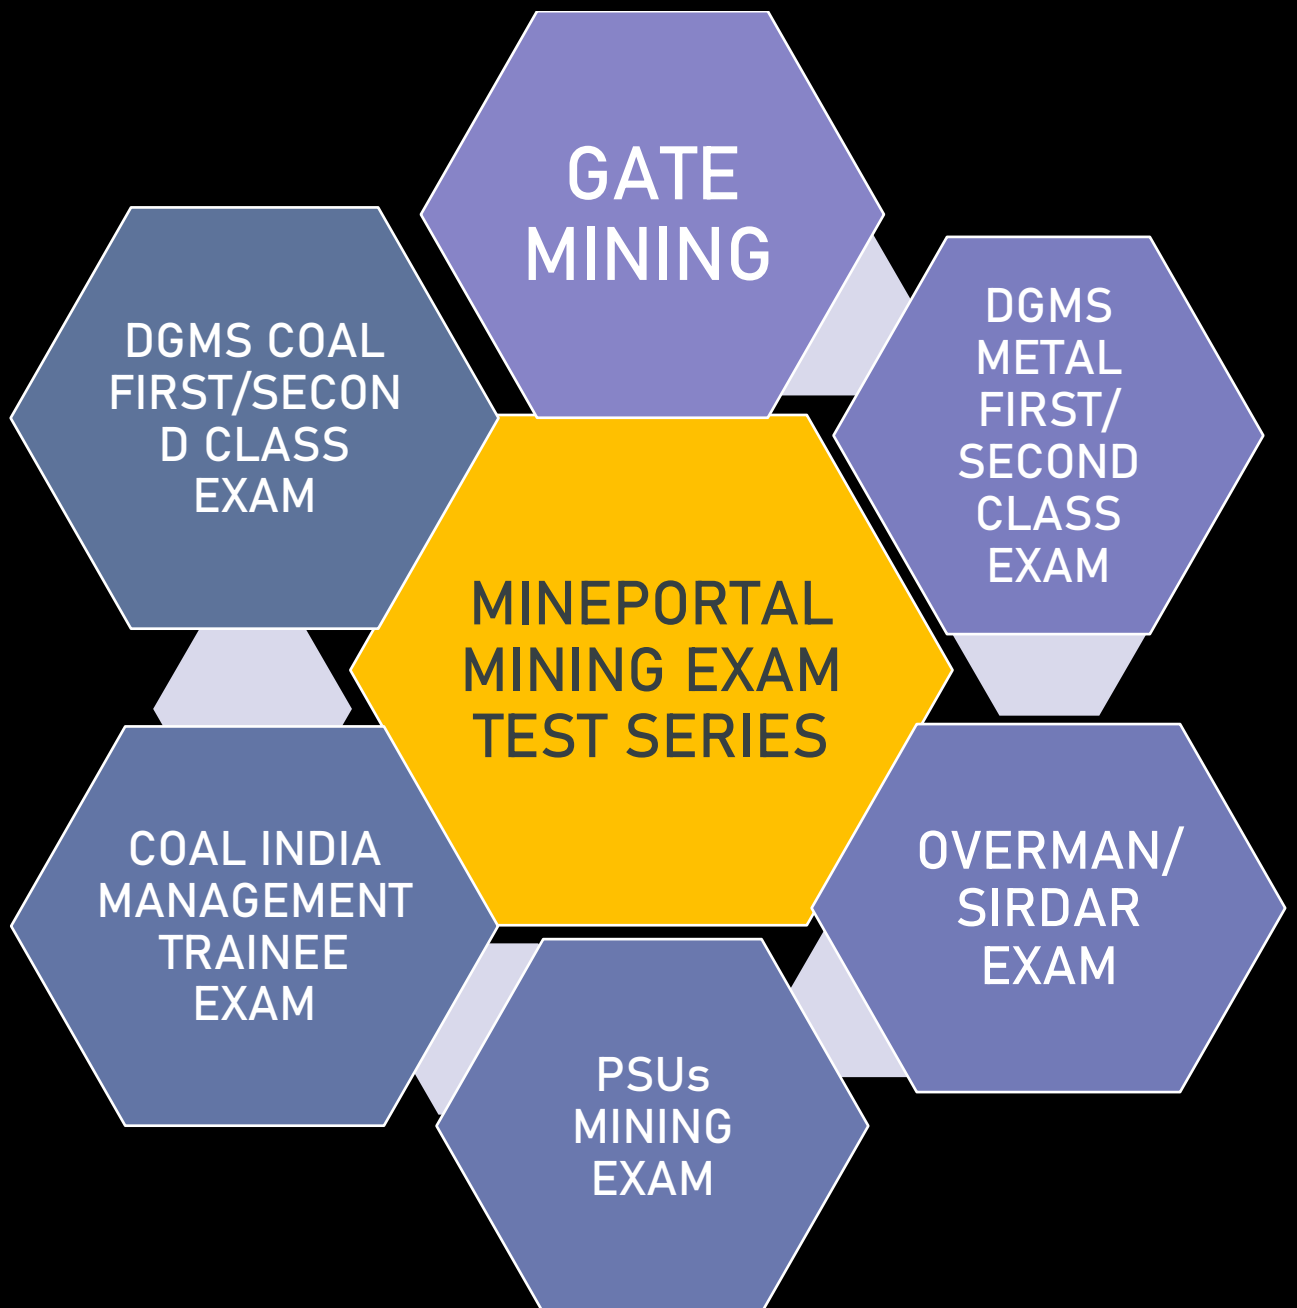 GATE
MINING
DGMS
METAL
FIRST/
SECOND
CLASS
EXAM
OVERMAN/
SIRDAR
EXAM
PSUs
MINING
EXAM
COAL INDIA
MANAGEMENT
TRAINEE
EXAM
DGMS COAL
FIRST/SECON
D CLASS
EXAM
MINEPORTAL
MINING EXAM
TEST SERIES